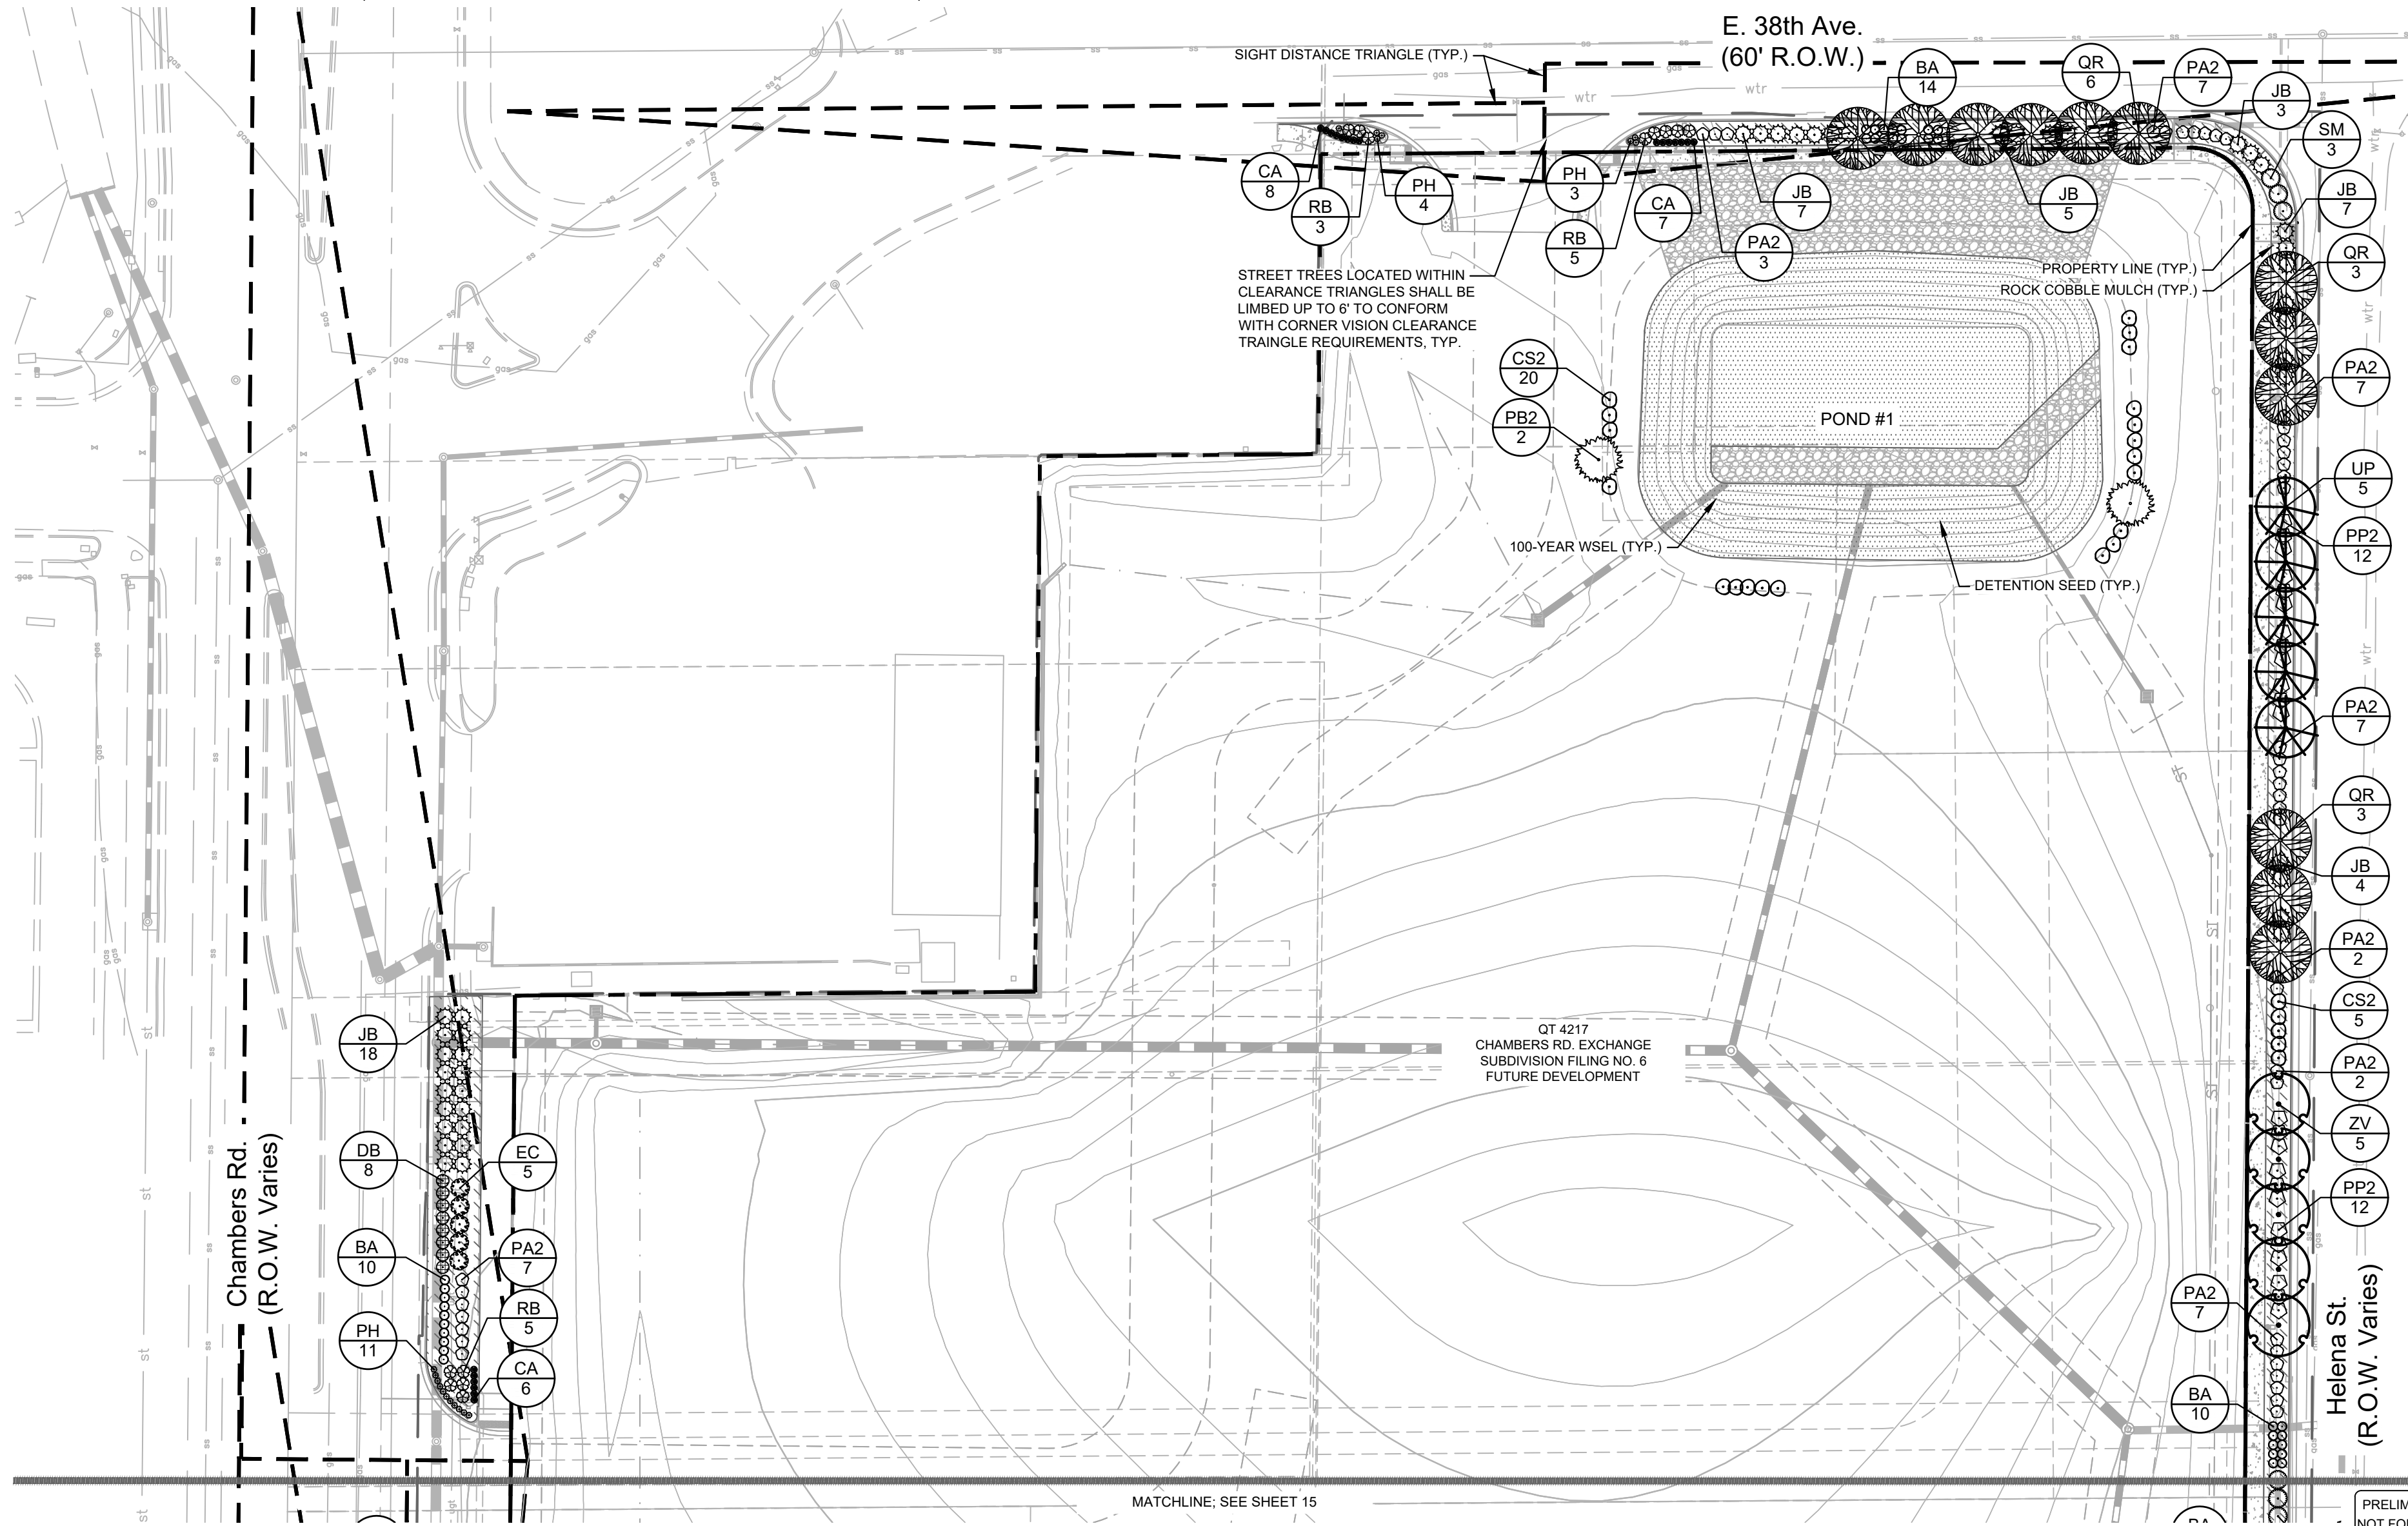 E. 38th Ave.
(60' R.O.W.)
SIGHT DISTANCE TRIANGLE (TYP.)
BA
14
QR
6
PA2
7
JB
3
SM
3
CA
8
RB
3
PH
4
PH
3
RB
5
CA
7
PA2
3
JB
7
JB
5
JB
7
QR
3
STREET TREES LOCATED WITHIN
CLEARANCE TRIANGLES SHALL BE
LIMBED UP TO 6' TO CONFORM
WITH CORNER VISION CLEARANCE
TRAINGLE REQUIREMENTS, TYP.
PROPERTY LINE (TYP.)
ROCK COBBLE MULCH (TYP.)
CS2
20
PB2
2
POND #1
PA2
7
UP
5
PP2
12
100-YEAR WSEL (TYP.)
DETENTION SEED (TYP.)
PA2
7
QR
3
JB
4
PA2
2
CS2
5
PA2
2
ZV
5
PP2
12
PA2
7
BA
10
QT 4217
CHAMBERS RD. EXCHANGE
SUBDIVISION FILING NO. 6
FUTURE DEVELOPMENT
JB
18
DB
8
EC
5
BA
10
PA2
7
RB
5
PH
11
CA
6
Chambers Rd.
(R.O.W. Varies)
Helena St.
(R.O.W. Varies)
gas
ss
wtr
st
ST
MATCHLINE; SEE SHEET 15